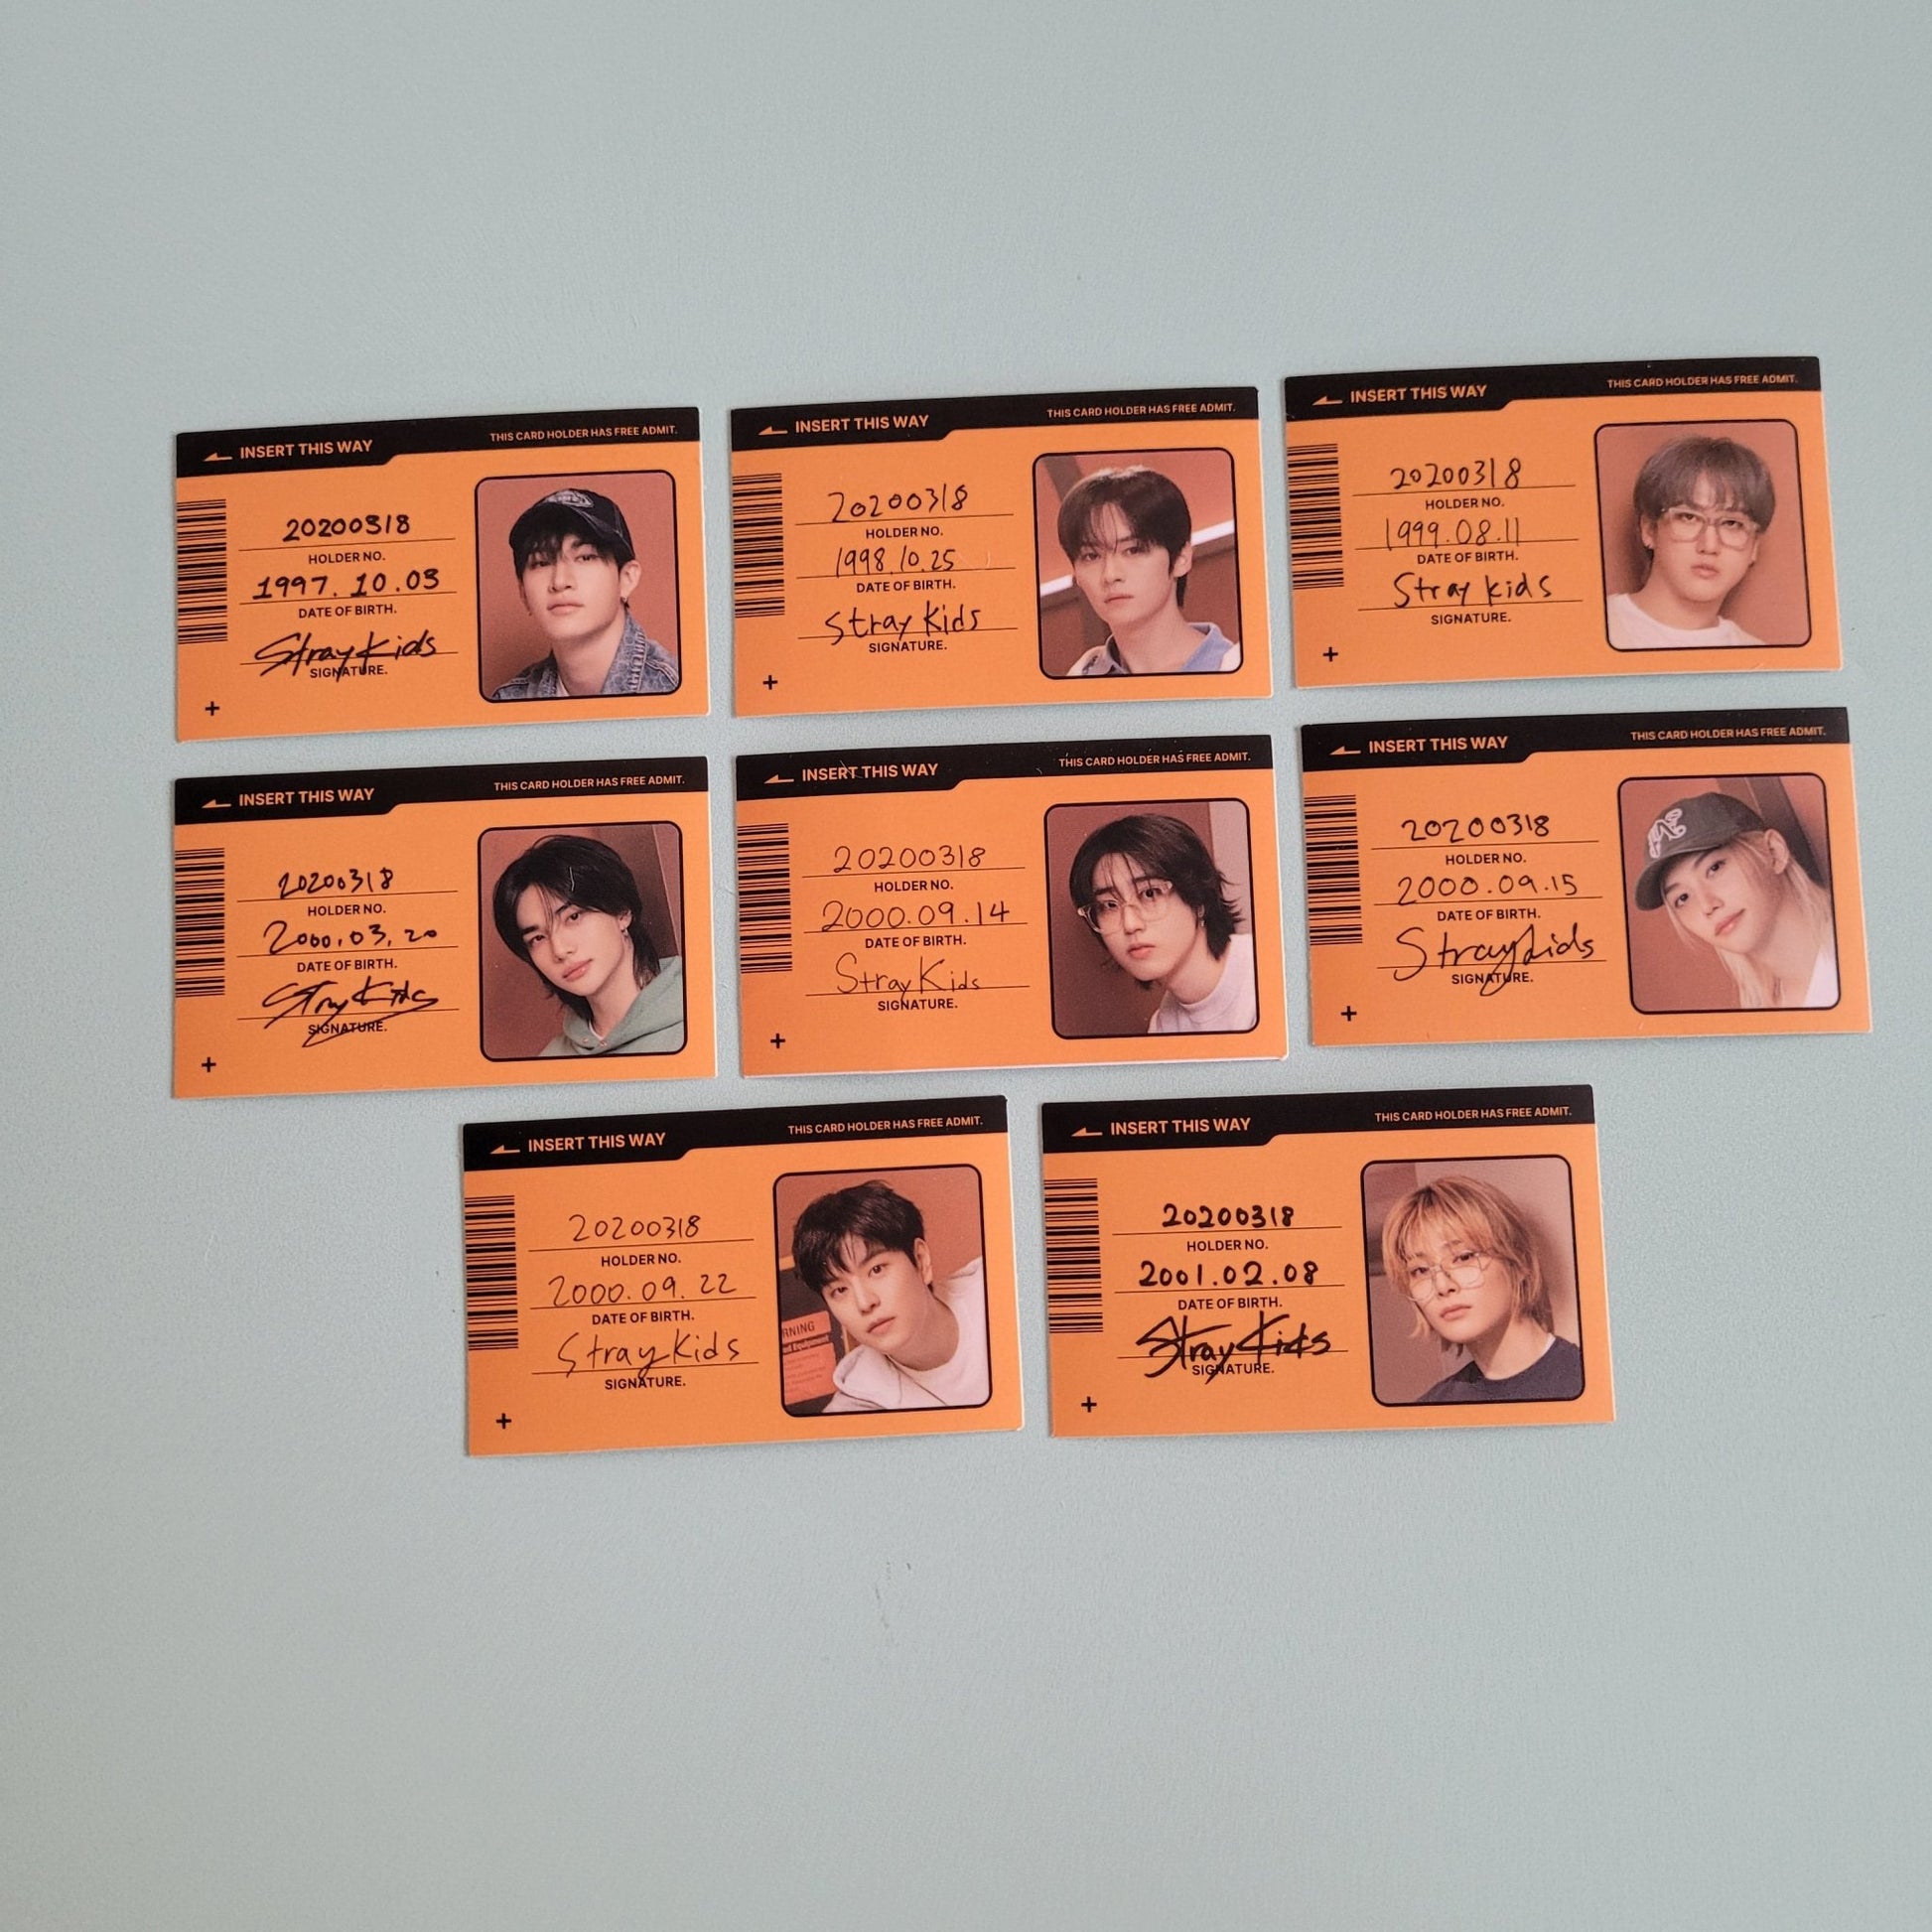 INSERT THIS WAY THIS CARD HOLDER HAS FREE ADMIT.
20200318
HOLDER NO.
1997.10.03
DATE OF BIRTH.
Stray Kids
SIGNATURE.
INSERT THIS WAY THIS CARD HOLDER HAS FREE ADMIT.
20200318
HOLDER NO.
1998.10.25
DATE OF BIRTH.
Stray Kids
SIGNATURE.
INSERT THIS WAY THIS CARD HOLDER HAS FREE ADMIT.
20200318
HOLDER NO.
1999.08.11
DATE OF BIRTH.
Stray kids
SIGNATURE.
INSERT THIS WAY THIS CARD HOLDER HAS FREE ADMIT.
20200318
HOLDER NO.
2000.03.20
DATE OF BIRTH.
Stray Kids
SIGNATURE.
INSERT THIS WAY THIS CARD HOLDER HAS FREE ADMIT.
20200318
HOLDER NO.
2000.09.14
DATE OF BIRTH.
Stray Kids
SIGNATURE.
INSERT THIS WAY THIS CARD HOLDER HAS FREE ADMIT.
20200318
HOLDER NO.
2000.09.15
DATE OF BIRTH.
Stray kids
SIGNATURE.
INSERT THIS WAY THIS CARD HOLDER HAS FREE ADMIT.
20200318
HOLDER NO.
2000.09.22
DATE OF BIRTH.
Stray Kids
SIGNATURE.
RNING
INSERT THIS WAY THIS CARD HOLDER HAS FREE ADMIT.
20200318
HOLDER NO.
2001.02.08
DATE OF BIRTH.
Stray Kids
SIGNATURE.